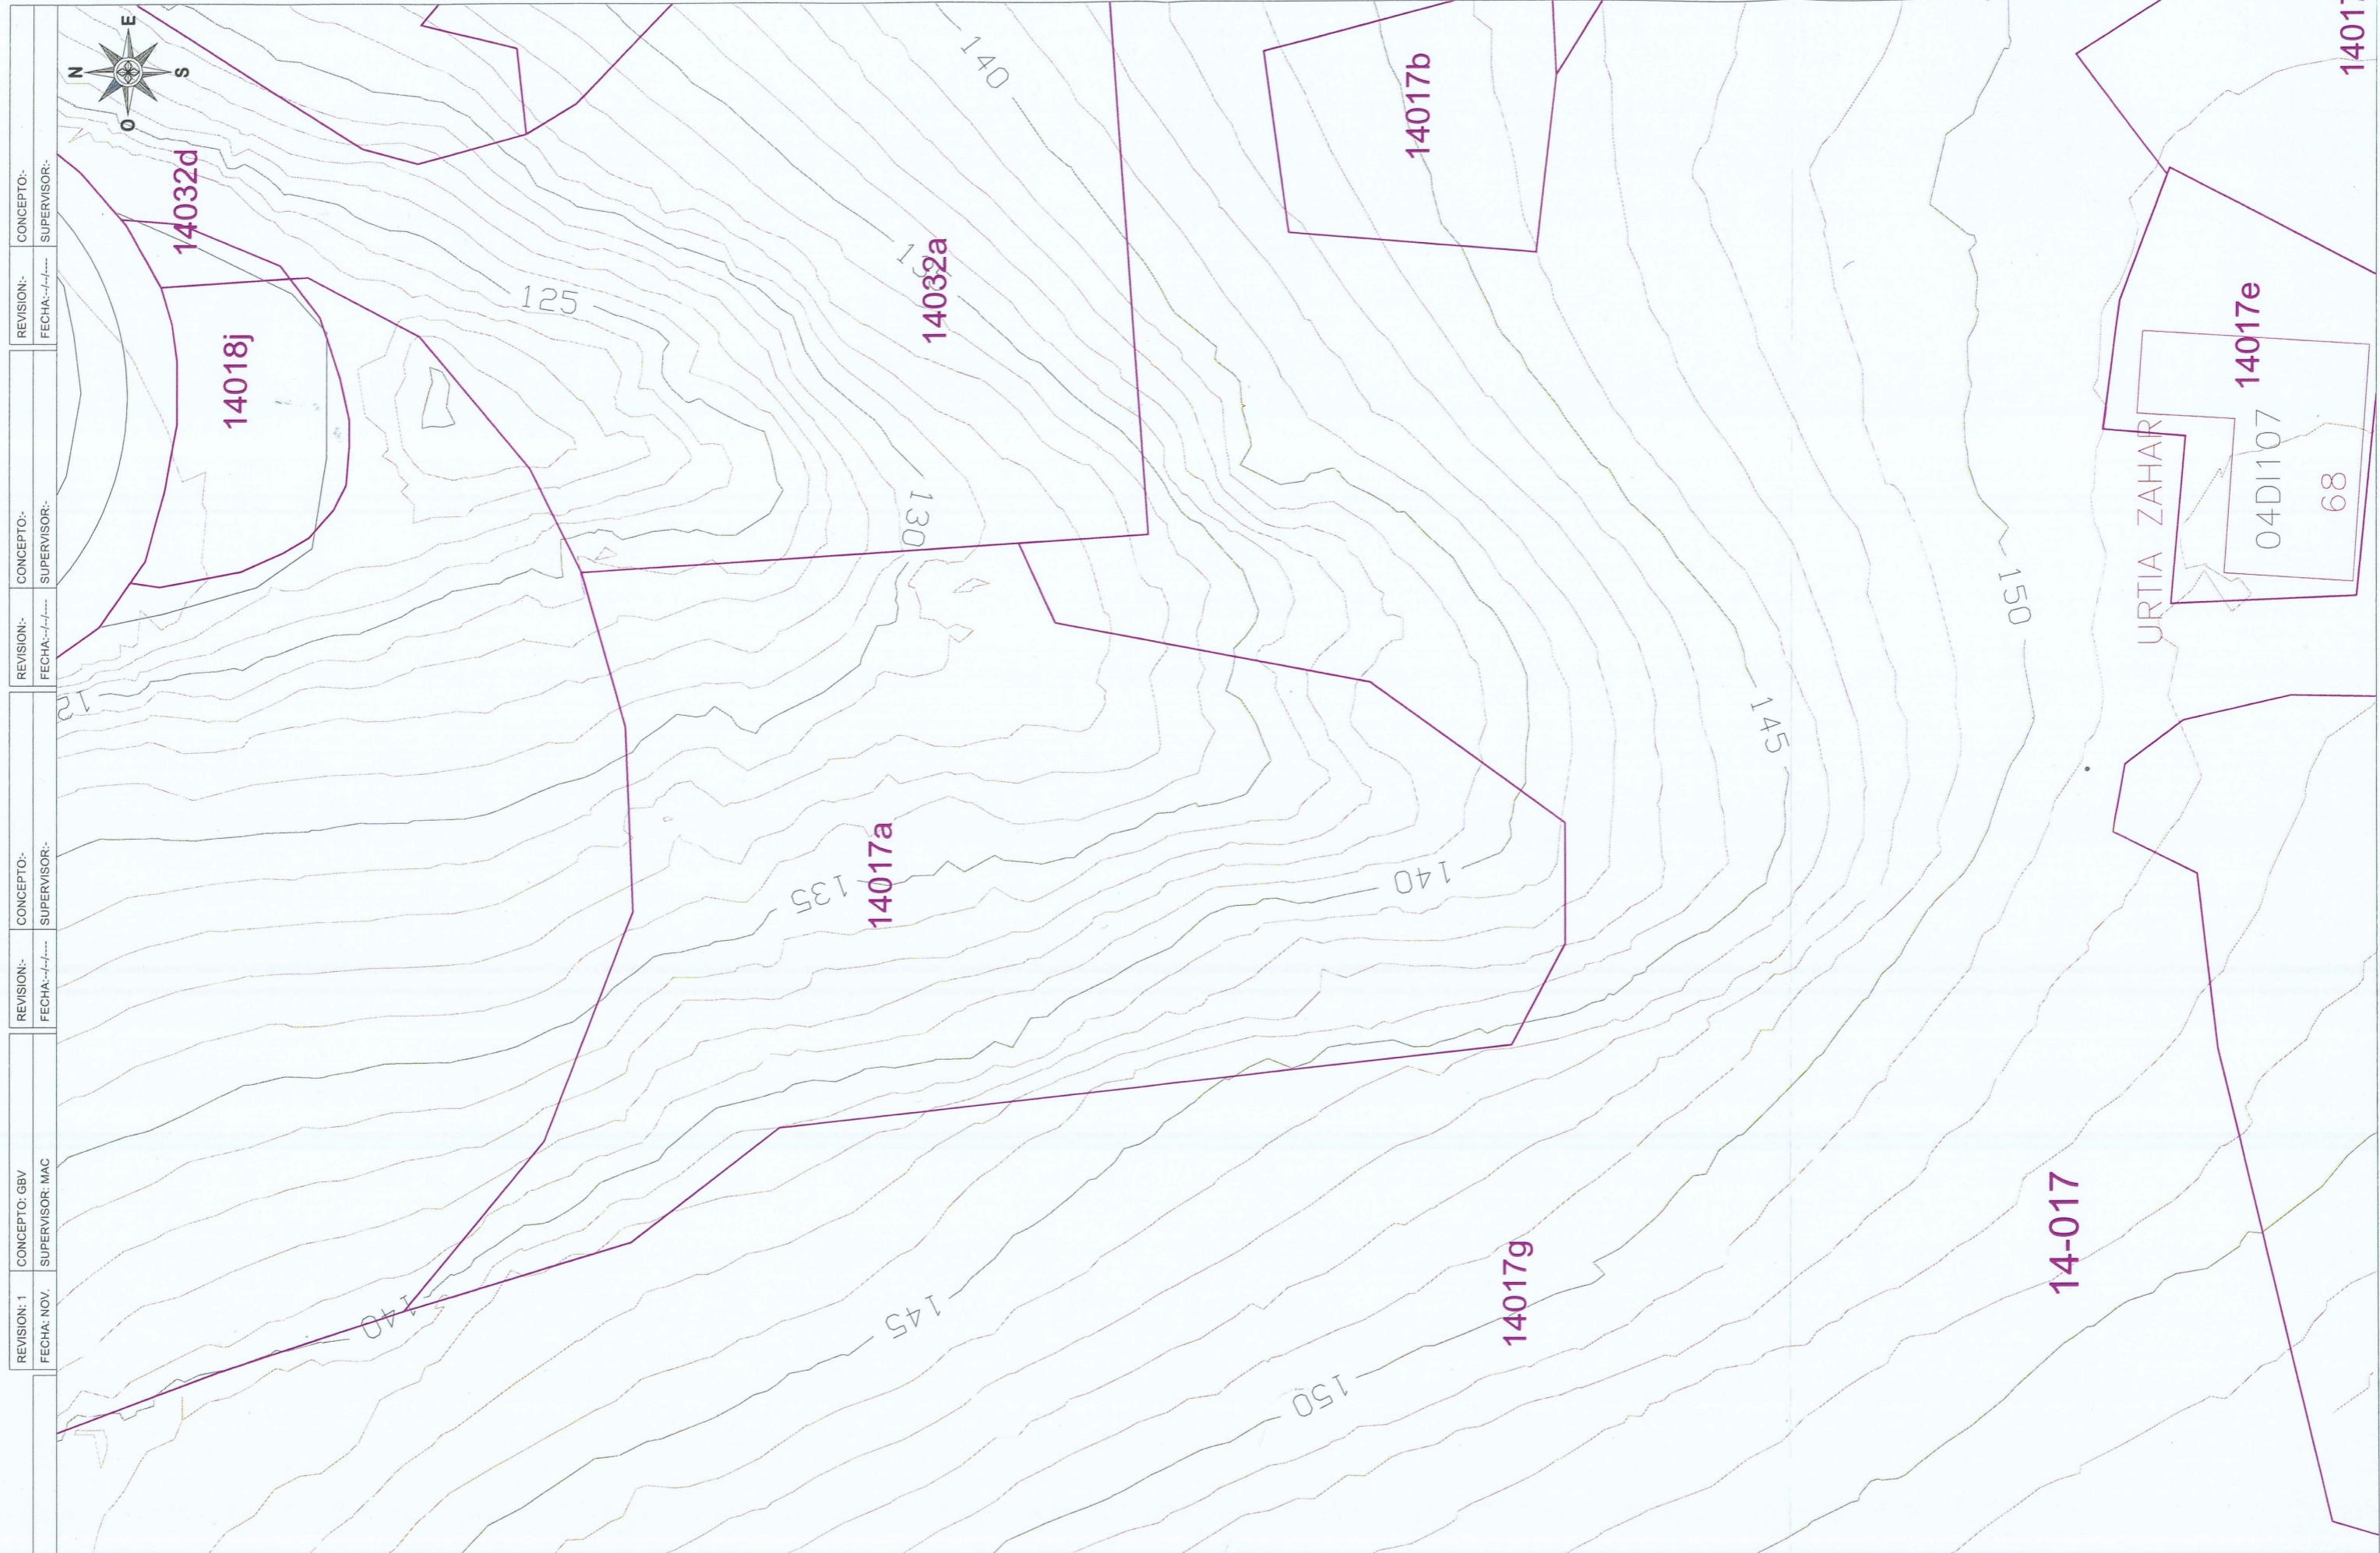 REVISION: 1
CONCEPTO: GBV
FECHA: NOV.
SUPERVISOR: MAC
REVISION:-
CONCEPTO:-
FECHA:--/--/----
SUPERVISOR:-
REVISION:-
CONCEPTO:-
FECHA:--/--/----
SUPERVISOR:-
REVISION:-
CONCEPTO:-
FECHA:--/--/----
SUPERVISOR:-
N
E
S
O
14032d
14018j
125
14032a
140
14017b
130
12
135
14017a
140
145
150
URTIA ZAHAR
14017e
04DI107
68
140
145
150
14017g
14-017
1401